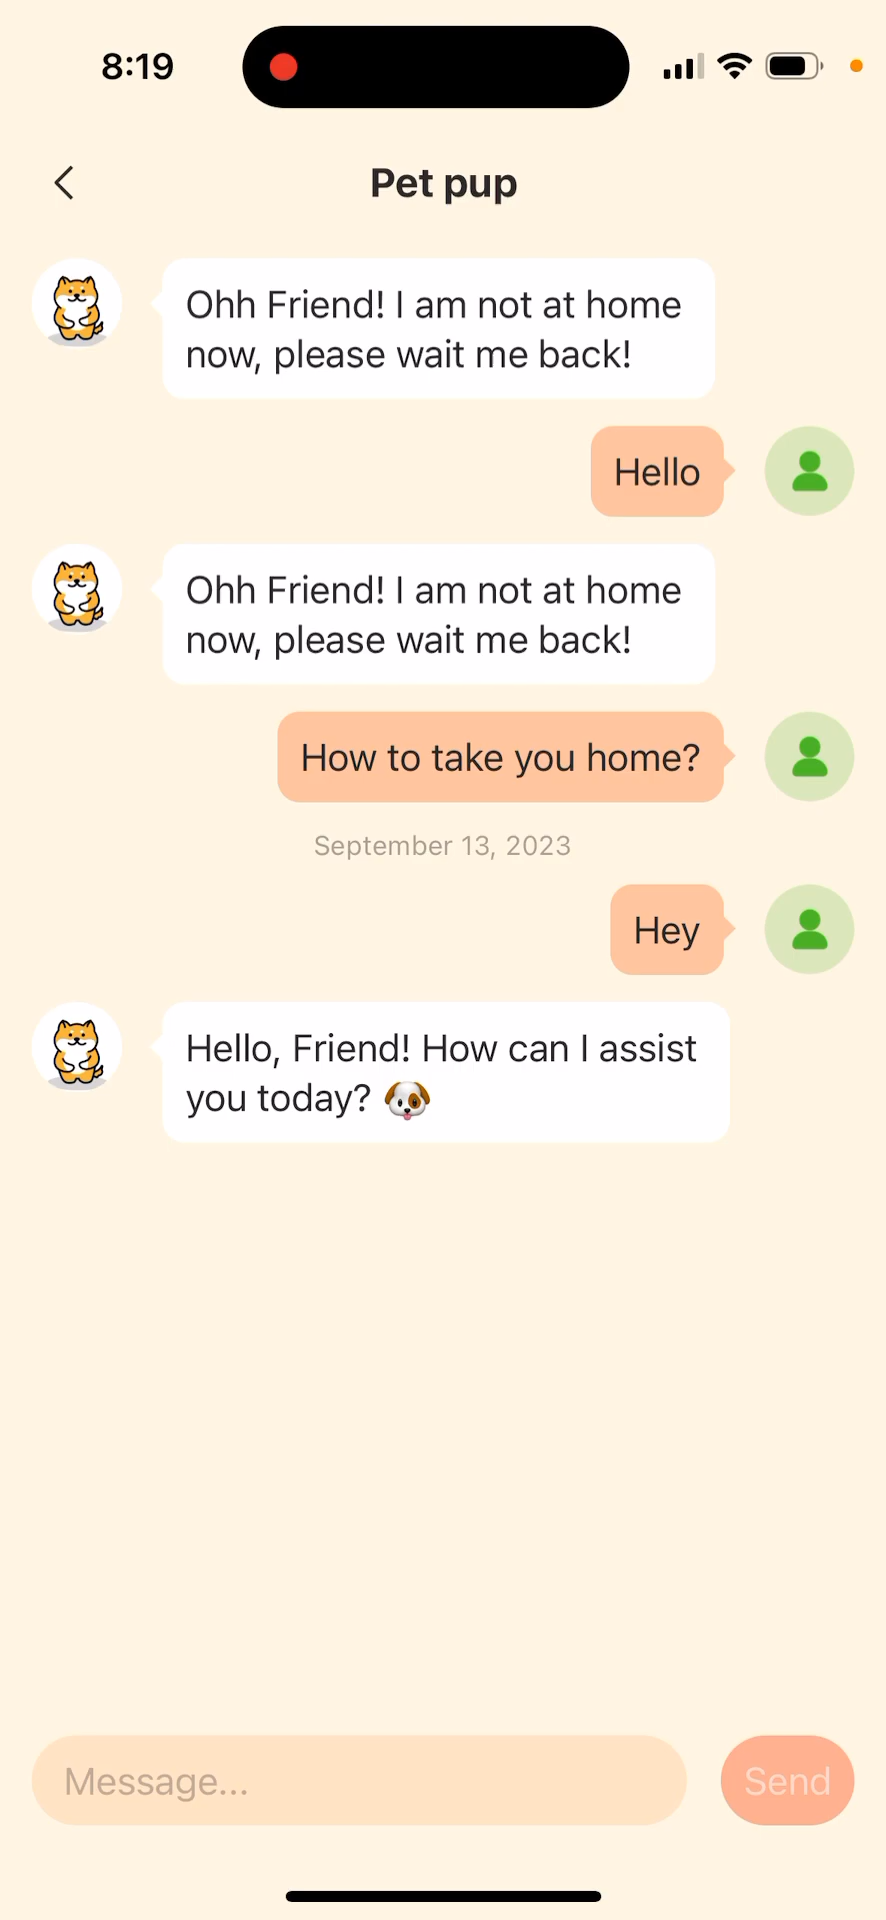 8:19
Pet pup
Ohh Friend! I am not at home
now, please wait me back!
Hello
Ohh Friend! I am not at home
now, please wait me back!
How to take you home?
September 13, 2023
Hey
Hello, Friend! How can I assist
you today? 🐶
Message...
Send